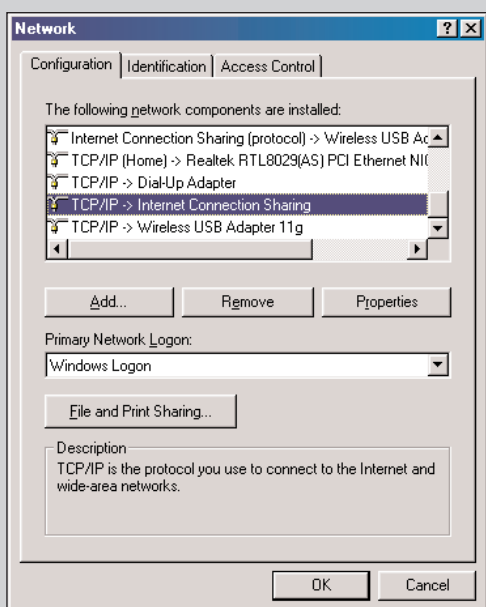 Network
Configuration Identification Access Control
The following network components are installed:
Internet Connection Sharing (protocol) -> Wireless USB Ac
TCP/IP (Home) -> Realtek RTL8029(AS) PCI Ethernet NI(
TCP/IP -> Dial-Up Adapter
TCP/IP -> Internet Connection Sharing
TCP/IP -> Wireless USB Adapter 11g
Add... Remove Properties
Primary Network Logon:
Windows Logon
File and Print Sharing...
Description
TCP/IP is the protocol you use to connect to the Internet and
wide-area networks.
OK Cancel